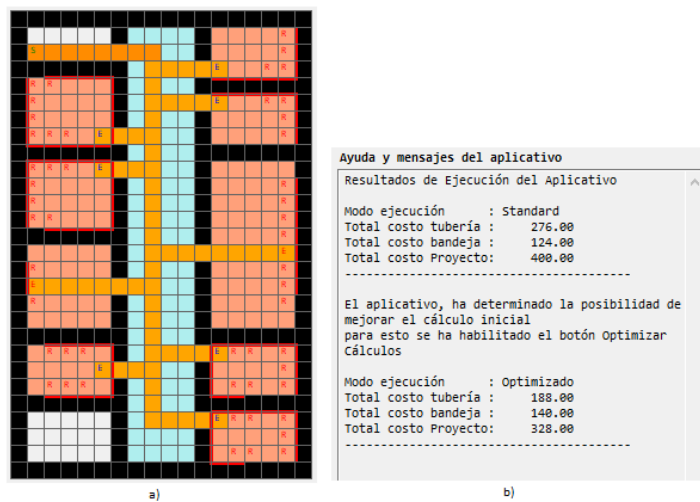 R
S R
E R R
R R
R E R R
R R
R R R E R
R R R E
R R
R R
R R R
R
E
R R
E R
R R
R R R E R R R
E R
R R R R R R
E R R R
R
R R R
a)
Ayuda y mensajes del aplicativo
Resultados de Ejecución del Aplicativo
Modo ejecución : Standard
Total costo tubería : 276.00
Total costo bandeja : 124.00
Total costo Proyecto: 400.00
----------------------------------------
El aplicativo, ha determinado la posibilidad de
mejorar el cálculo inicial
para esto se ha habilitado el botón Optimizar
Cálculos
Modo ejecución : Optimizado
Total costo tubería : 188.00
Total costo bandeja : 140.00
Total costo Proyecto: 328.00
----------------------------------------
b)